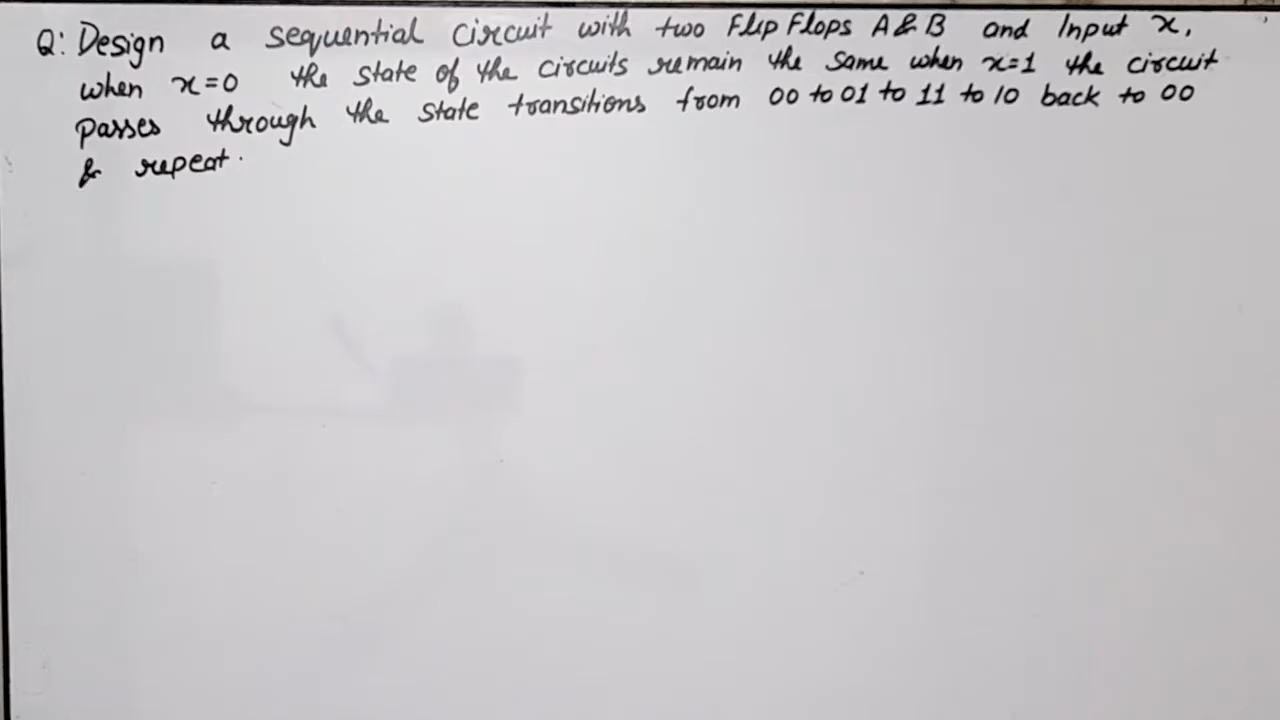 Q: Design a sequential circuit with two Flip Flops A & B and Input x,
when x=0 the state of the circuits remain the same when x=1 the circuit
passes through the state transitions from 00 to 01 to 11 to 10 back to 00
& repeat.